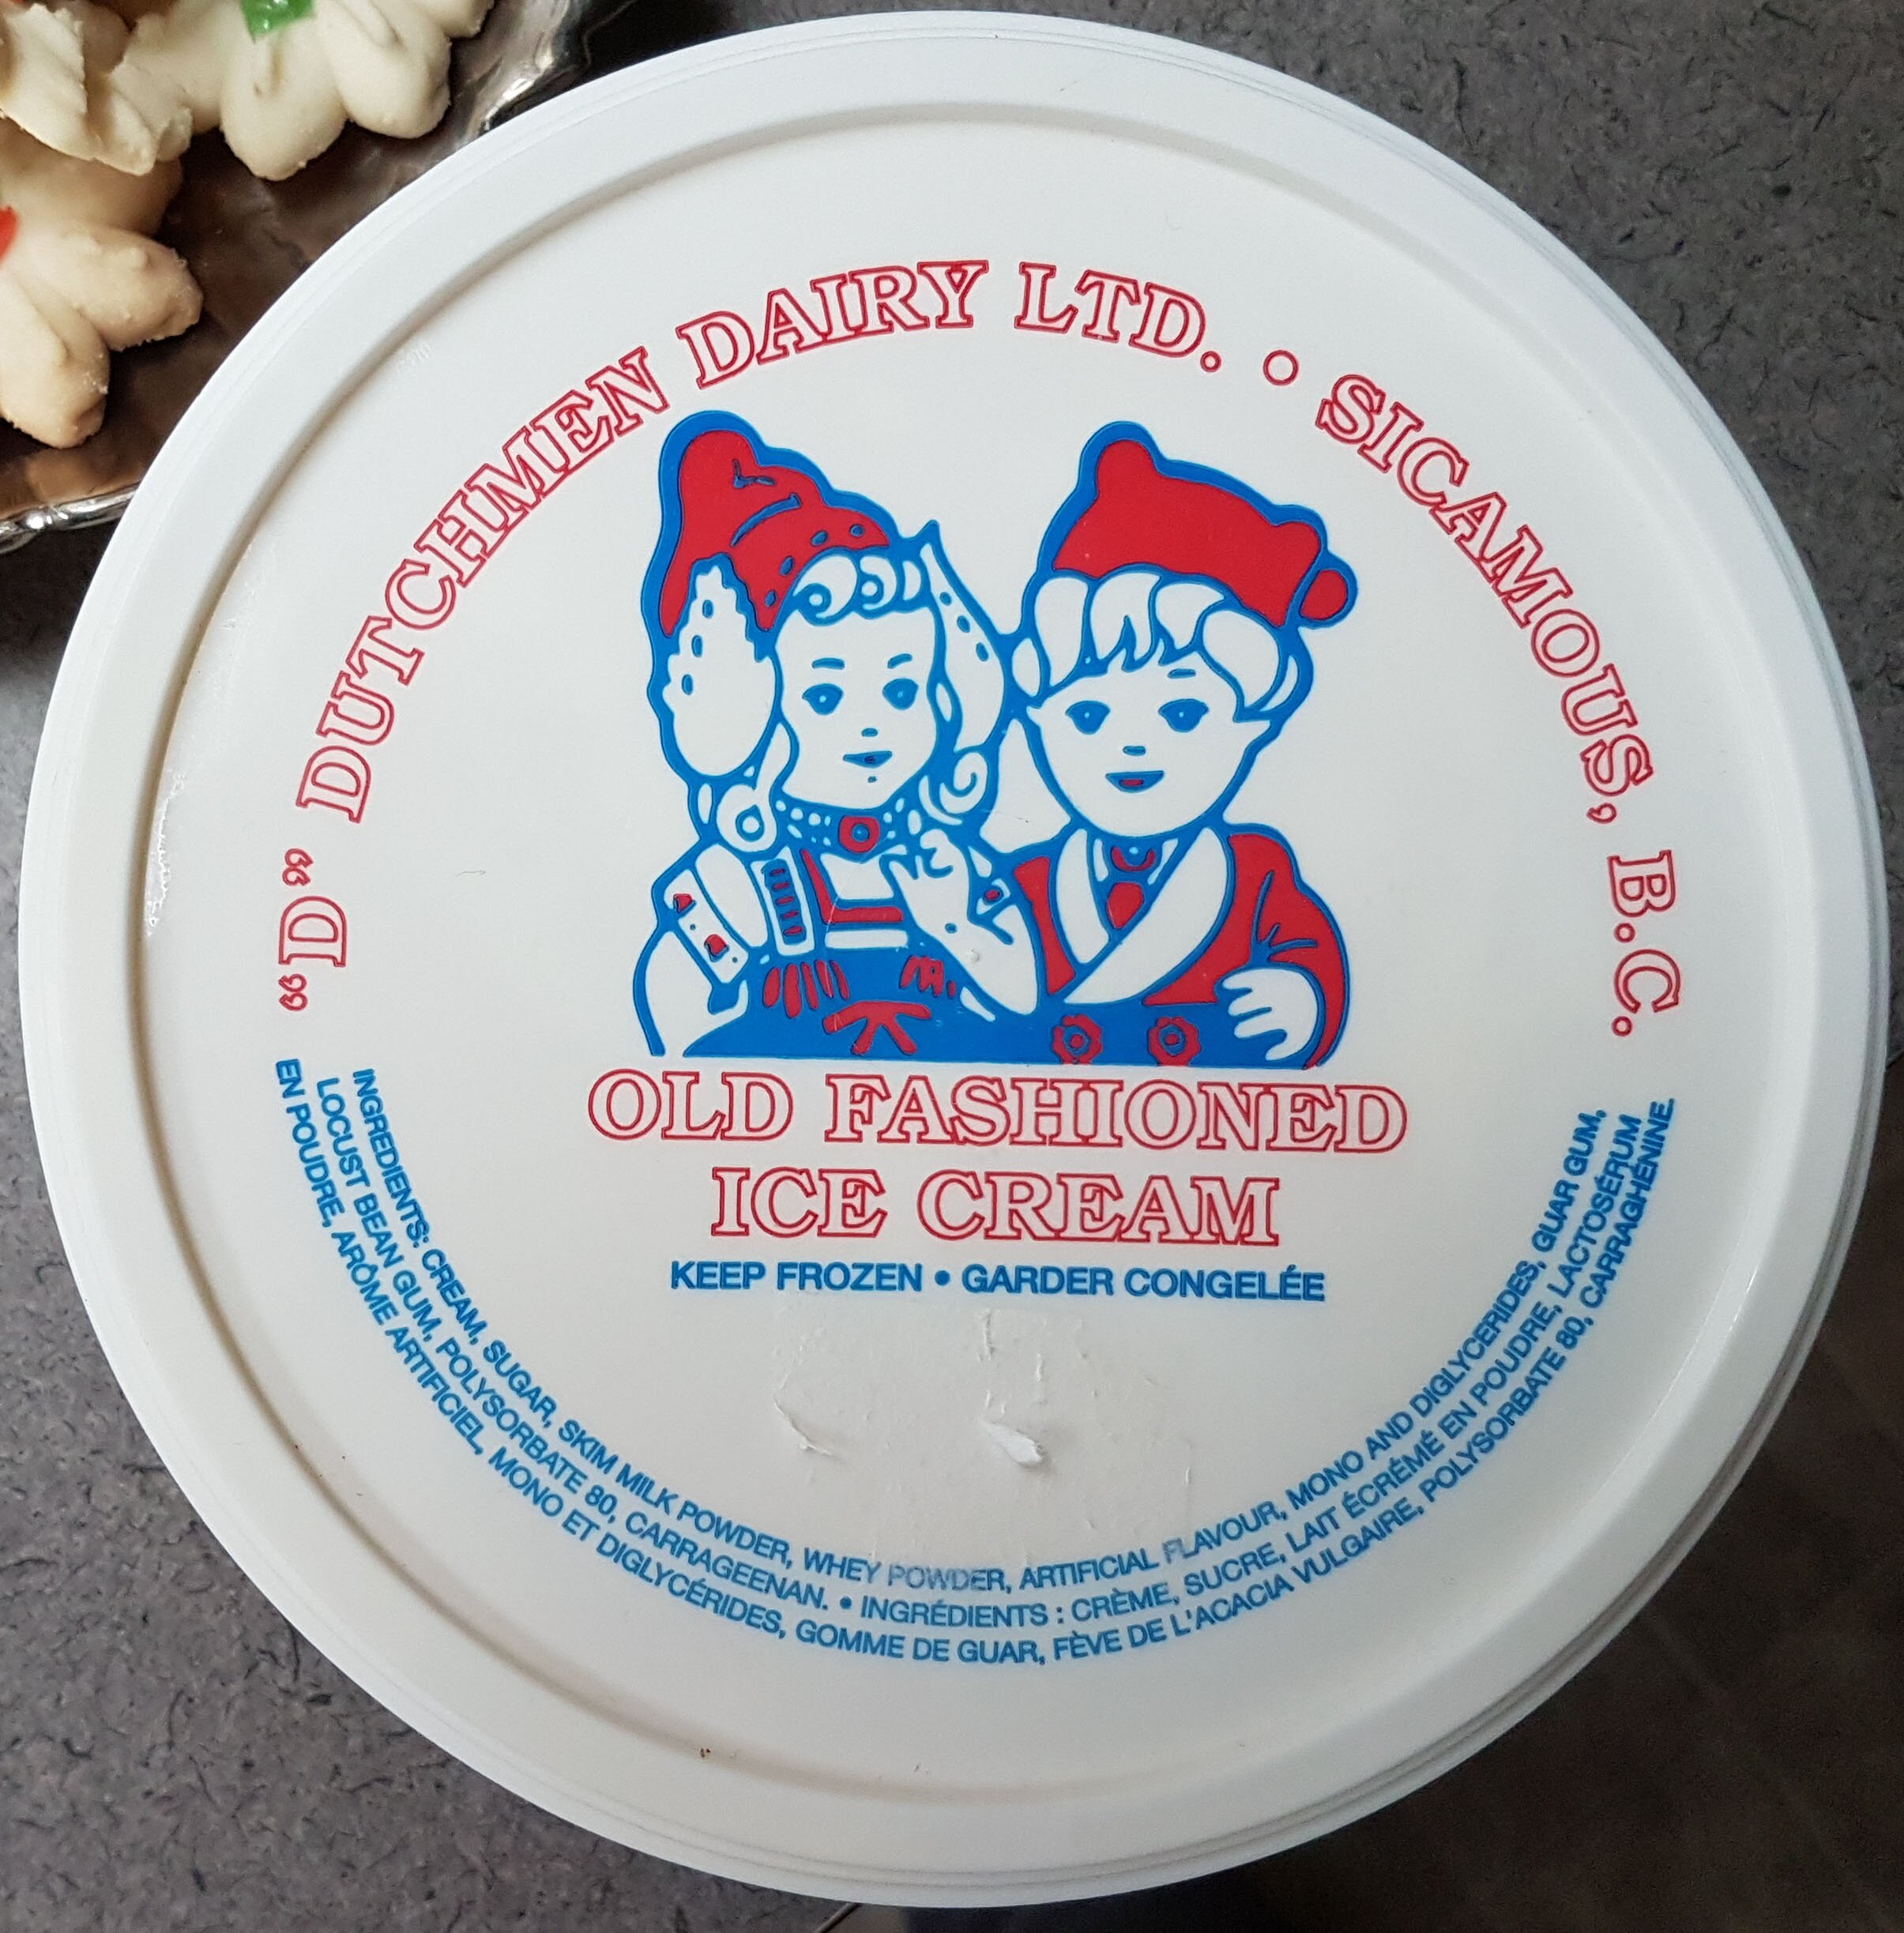 “D” DUTCHMEN DAIRY LTD. • SICAMOUS, B.C.
OLD FASHIONED
ICE CREAM
KEEP FROZEN • GARDER CONGELÉE
INGREDIENTS: CREAM, SUGAR, SKIM MILK POWDER, WHEY POWDER, ARTIFICIAL FLAVOUR, MONO AND DIGLYCERIDES, GUAR GUM,
LOCUST BEAN GUM, POLYSORBATE 80, CARRAGEENAN. • INGRÉDIENTS : CRÈME, SUCRE, LAIT ÉCRÉMÉ EN POUDRE, LACTOSÉRUM
EN POUDRE, ARÔME ARTIFICIEL, MONO ET DIGLYCÉRIDES, GOMME DE GUAR, FÈVE DE L'ACACIA VULGAIRE, POLYSORBATE 80, CARRAGHÉNINE.